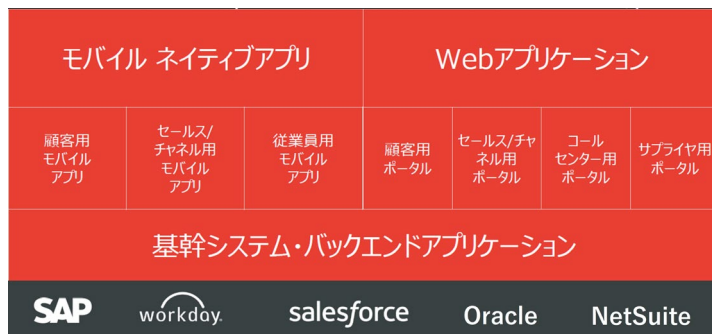 モバイル ネイティブアプリ
Webアプリケーション
顧客用
モバイル
アプリ
セールス/
チャネル用
モバイル
アプリ
従業員用
モバイル
アプリ
顧客用
ポータル
セールス/チャ
ネル用
ポータル
コール
センター用
ポータル
サプライヤ用
ポータル
基幹システム・バックエンドアプリケーション
SAP
workday.
salesforce
Oracle
NetSuite